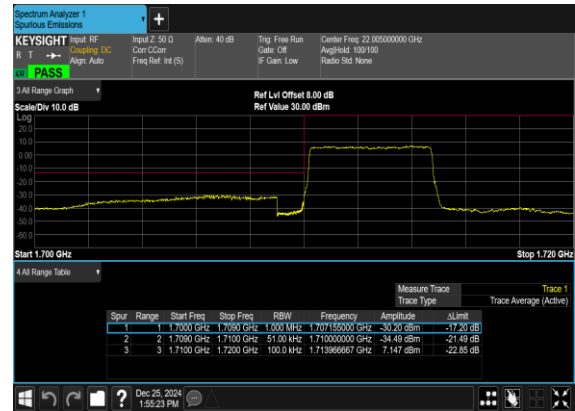 Spectrum Analyzer 1
Spurious Emissions
KEYSIGHT Input: RF Input Z: 50 Ω Atten: 40 dB Trig: Free Run Center Freq: 22.005000000 GHz
R T Coupling: DC Corr CCorr Gate: Off Avg|Hold: 100/100
Align: Auto Freq Ref: Int (S) IF Gain: Low Radio Std: None
PASS
3 All Range Graph
Ref Lvl Offset 8.00 dB
Scale/Div 10.0 dB Ref Value 30.00 dBm
Log
20.0
10.0
0.00
-10.0
-20.0
-30.0
-40.0
-50.0
-60.0
Start 1.700 GHz Stop 1.720 GHz
4 All Range Table
Measure Trace Trace 1
Trace Type Trace Average (Active)
Spur Range Start Freq Stop Freq RBW Frequency Amplitude ΔLimit
1 1 1.7000 GHz 1.7090 GHz 1.000 MHz 1.707155000 GHz -30.20 dBm -17.20 dB
2 2 1.7090 GHz 1.7100 GHz 51.00 kHz 1.710000000 GHz -34.49 dBm -21.49 dB
3 3 1.7100 GHz 1.7200 GHz 100.0 kHz 1.713966667 GHz 7.147 dBm -22.85 dB
Dec 25, 2024
1:55:23 PM